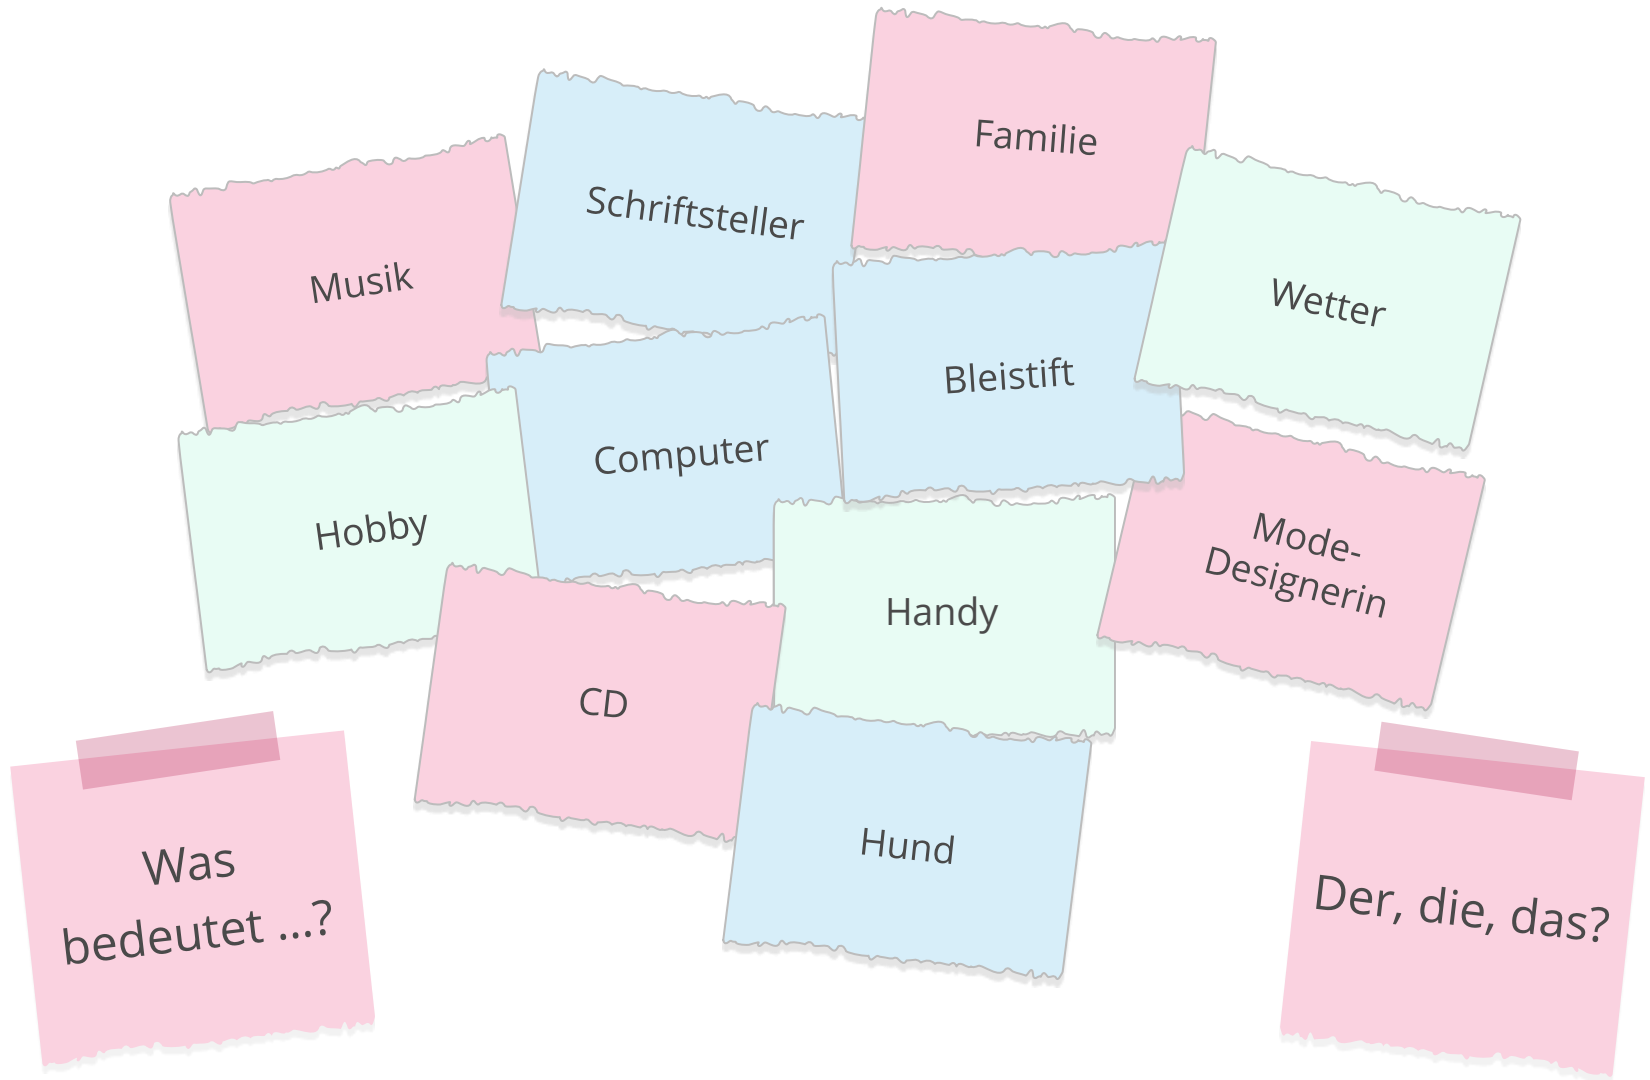 Familie
Schriftsteller
Musik
Wetter
Bleistift
Computer
Hobby
Mode-
Designerin
Handy
CD
Hund
Was
bedeutet ...?
Der, die, das?